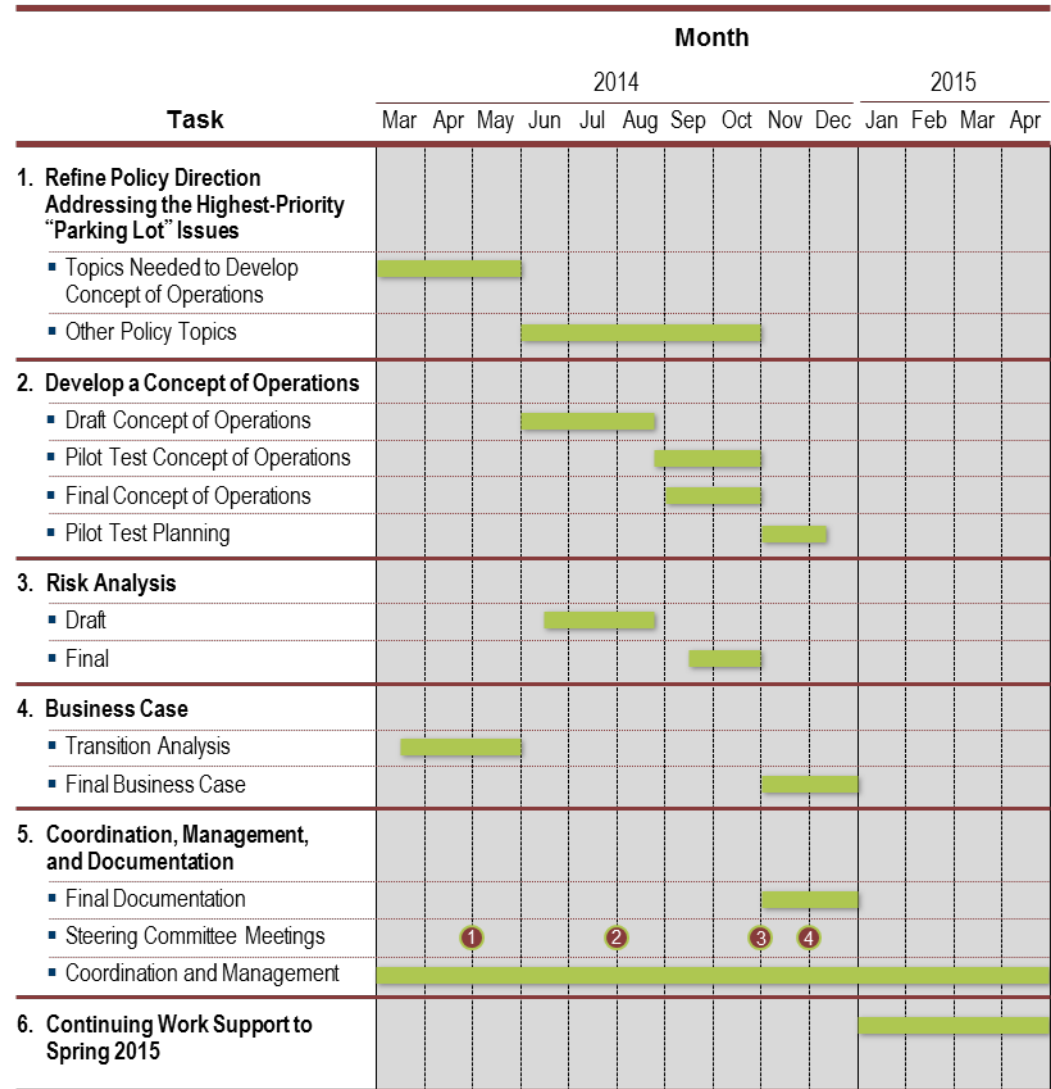 Month
2014 2015
Task Mar Apr May Jun Jul Aug Sep Oct Nov Dec Jan Feb Mar Apr
1. Refine Policy Direction
Addressing the Highest-Priority
“Parking Lot” Issues
▪ Topics Needed to Develop
Concept of Operations
▪ Other Policy Topics
2. Develop a Concept of Operations
▪ Draft Concept of Operations
▪ Pilot Test Concept of Operations
▪ Final Concept of Operations
▪ Pilot Test Planning
3. Risk Analysis
▪ Draft
▪ Final
4. Business Case
▪ Transition Analysis
▪ Final Business Case
5. Coordination, Management,
and Documentation
▪ Final Documentation
▪ Steering Committee Meetings 1 2 3 4
▪ Coordination and Management
6. Continuing Work Support to
Spring 2015